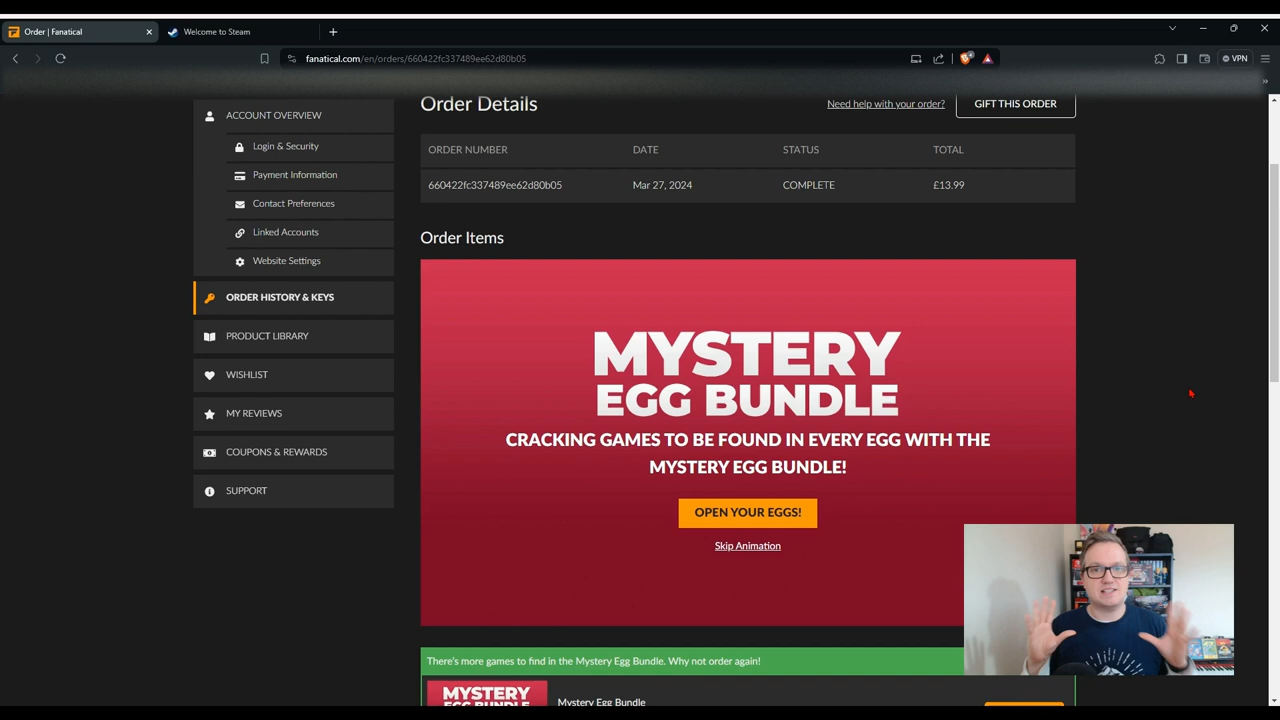 Order | Fanatical
Welcome to Steam
fanatical.com/en/orders/660422fc337489ee62d80b05
VPN
ACCOUNT OVERVIEW
Login & Security
Payment Information
Contact Preferences
Linked Accounts
Website Settings
ORDER HISTORY & KEYS
PRODUCT LIBRARY
WISHLIST
MY REVIEWS
COUPONS & REWARDS
SUPPORT
Order Details
Need help with your order?
GIFT THIS ORDER
ORDER NUMBER DATE STATUS TOTAL
660422fc337489ee62d80b05 Mar 27, 2024 COMPLETE £13.99
Order Items
MYSTERY
EGG BUNDLE
CRACKING GAMES TO BE FOUND IN EVERY EGG WITH THE
MYSTERY EGG BUNDLE!
OPEN YOUR EGGS!
Skip Animation
There's more games to find in the Mystery Egg Bundle. Why not order again!
MYSTERY
EGG BUNDLE
Mystery Egg Bundle